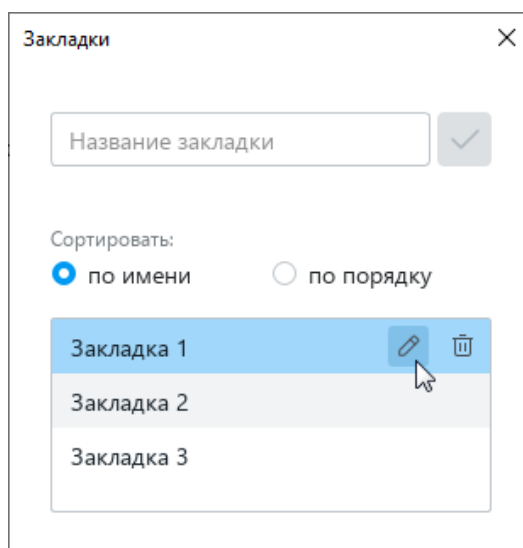 Закладки
Название закладки
Сортировать:
по имени по порядку
Закладка 1
Закладка 2
Закладка 3